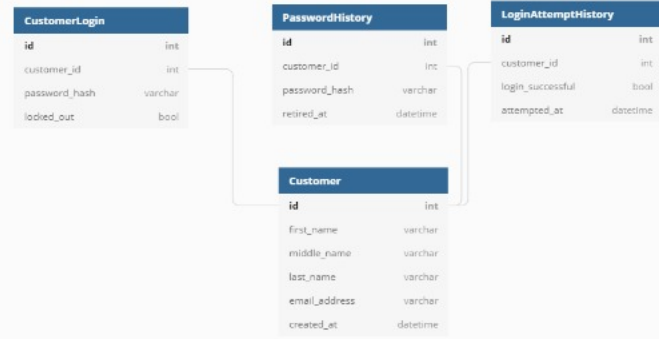 CustomerLogin
id int
customer_id int
password_hash varchar
locked_out bool
PasswordHistory
id int
customer_id int
password_hash varchar
retired_at datetime
LoginAttemptHistory
id int
customer_id int
login_successful bool
attempted_at datetime
Customer
id int
first_name varchar
middle_name varchar
last_name varchar
email_address varchar
created_at datetime